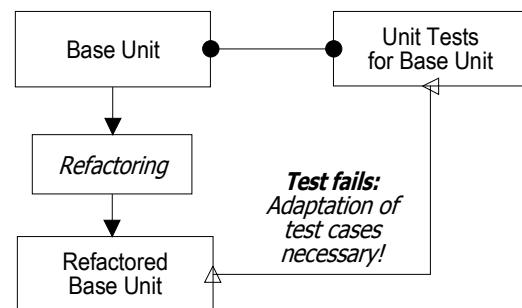 Base Unit
Unit Tests
for Base Unit
Refactoring
Test fails:
Adaptation of
test cases
necessary!
Refactored
Base Unit